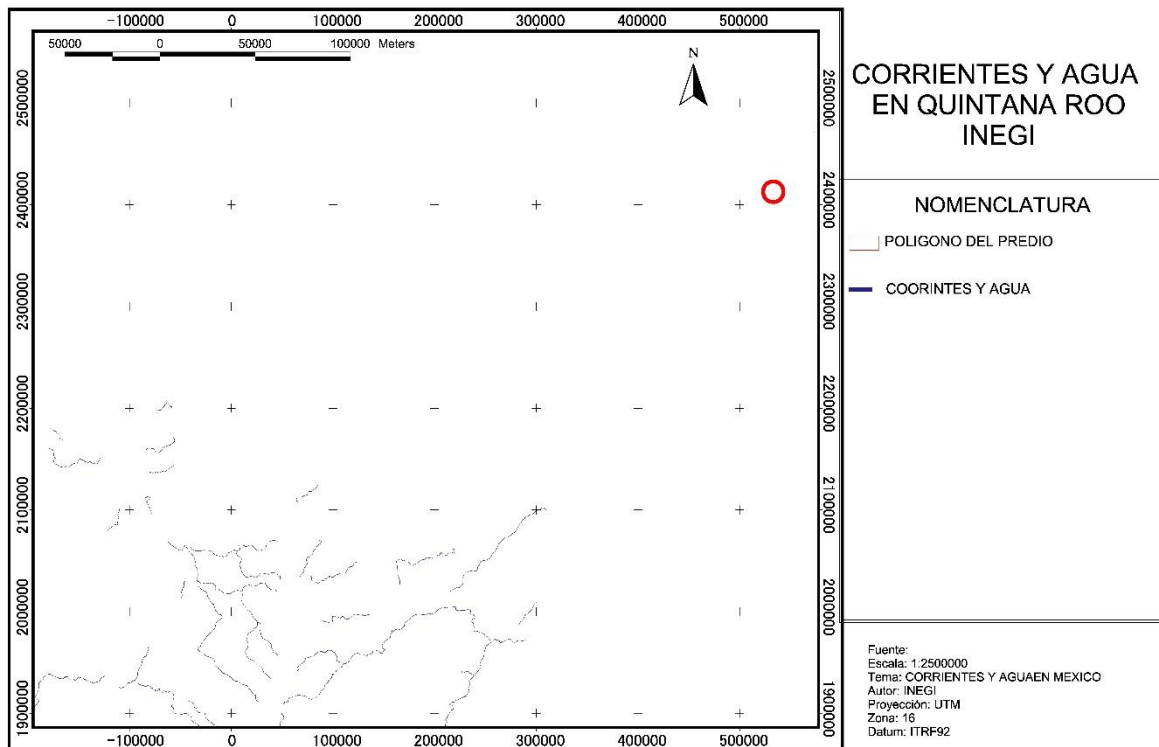 -100000 0 100000 200000 300000 400000 500000
50000 0 50000 100000 Meters
N
2500000 2500000
2400000 2400000
2300000 2300000
2200000 2200000
2100000 2100000
2000000 2000000
1900000 1900000
-100000 0 100000 200000 300000 400000 500000
CORRIENTES Y AGUA
EN QUINTANA ROO
INEGI
NOMENCLATURA
POLIGONO DEL PREDIO
COORINTES Y AGUA
Fuente:
Escala: 1:2500000
Tema: CORRIENTES Y AGUAEN MEXICO
Autor: INEGI
Proyección: UTM
Zona: 16
Datum: ITRF92